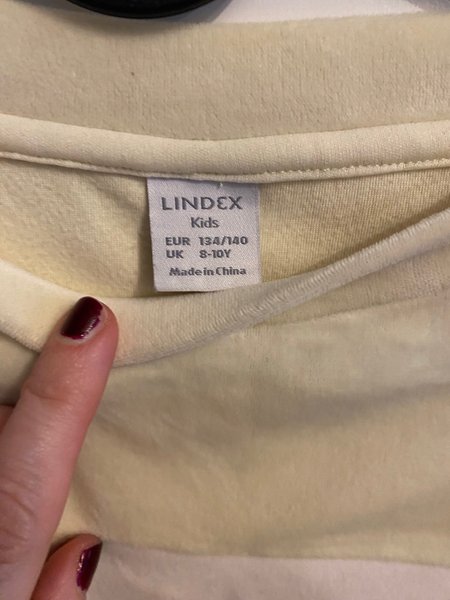 LINDEX
Kids
EUR 134/140
UK 8-10Y
Made in China